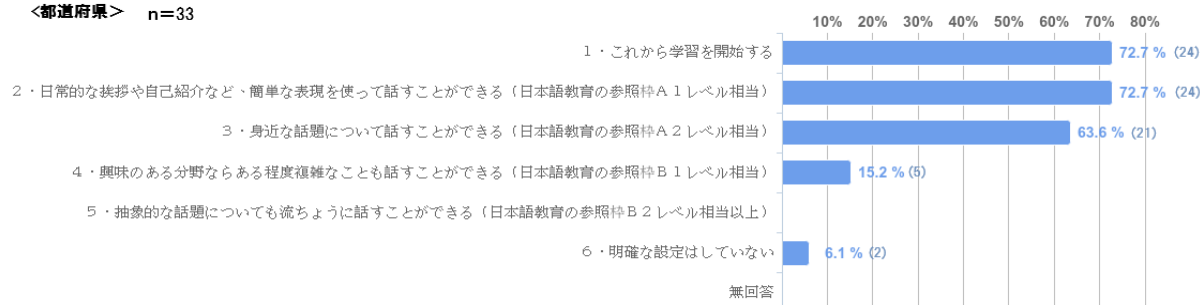 <都道府県> n=33
10% 20% 30% 40% 50% 60% 70% 80%
1・これから学習を開始する 72.7 % (24)
2・日常的な挨拶や自己紹介など、簡単な表現を使って話すことができる（日本語教育の参照枠A1レベル相当） 72.7 % (24)
3・身近な話題について話すことができる（日本語教育の参照枠A2レベル相当） 63.6 % (21)
4・興味のある分野ならある程度複雑なことも話すことができる（日本語教育の参照枠B1レベル相当） 15.2 % (5)
5・抽象的な話題についても流ちょうに話すことができる（日本語教育の参照枠B2レベル相当以上）
6・明確な設定はしていない 6.1 % (2)
無回答